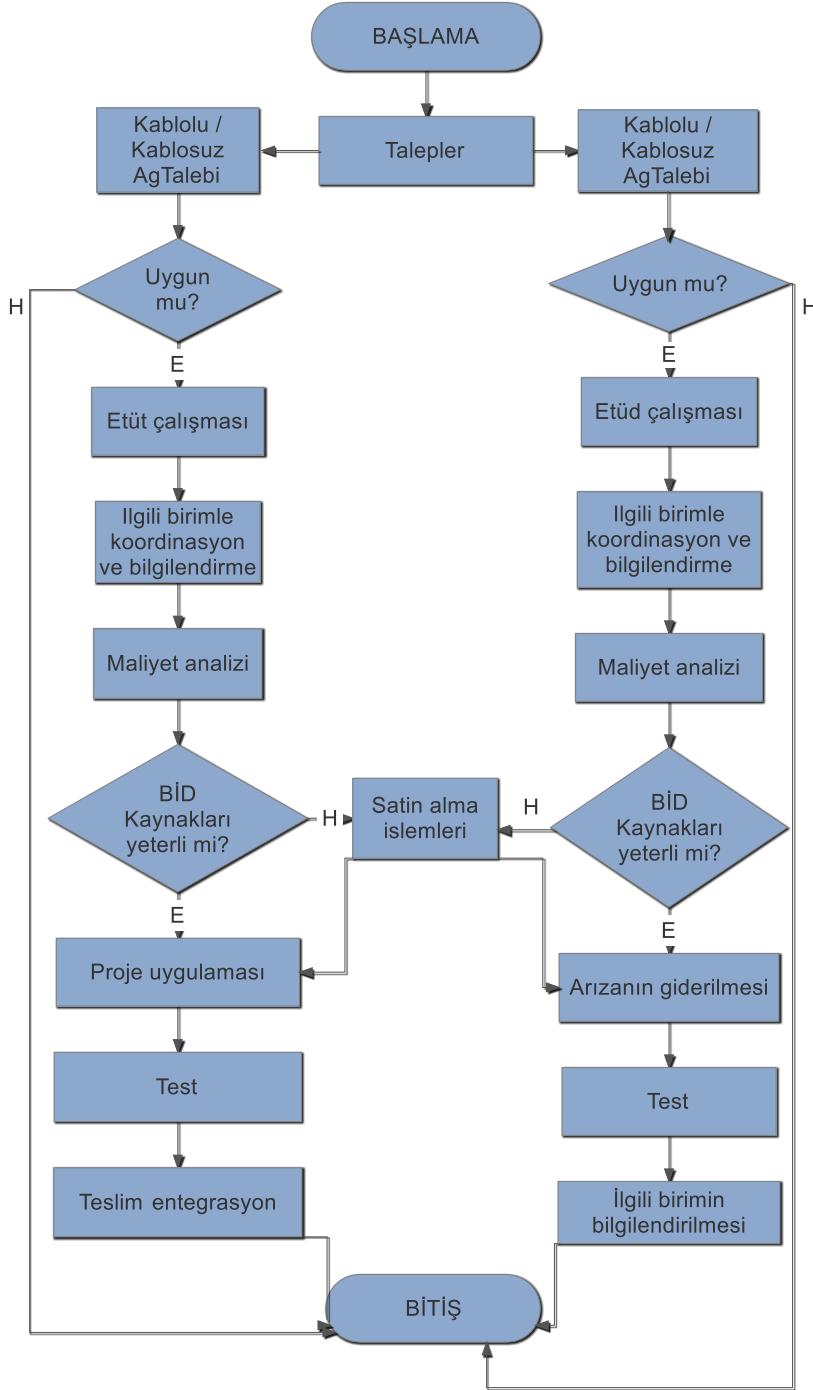 BAŞLAMA
Talepler
Kablolu /
Kablosuz
AgTalebi
Uygun
mu?
H
E
Etüt çalışması
Ilgili birimle
koordinasyon
ve bilgilendirme
Maliyet analizi
BİD
Kaynakları
yeterli mi?
H
E
Satin alma
islemleri
Proje uygulaması
Test
Teslim entegrasyon
Kablolu /
Kablosuz
AgTalebi
Uygun mu?
H
E
Etüd çalışması
Ilgili birimle
koordinasyon ve
bilgilendirme
Maliyet analizi
BİD
Kaynakları
yeterli mi?
H
E
Arızanın giderilmesi
Test
İlgili birimin
bilgilendirilmesi
BİTİŞ